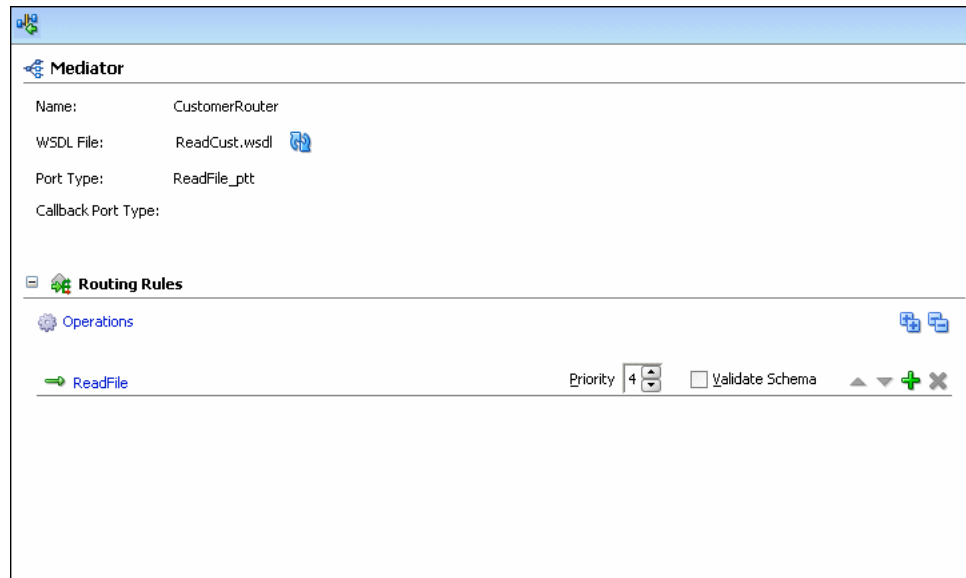 Mediator
Name: CustomerRouter
WSDL File: ReadCust.wsdl
Port Type: ReadFile_ptt
Callback Port Type:
Routing Rules
Operations
ReadFile Priority 4 Validate Schema